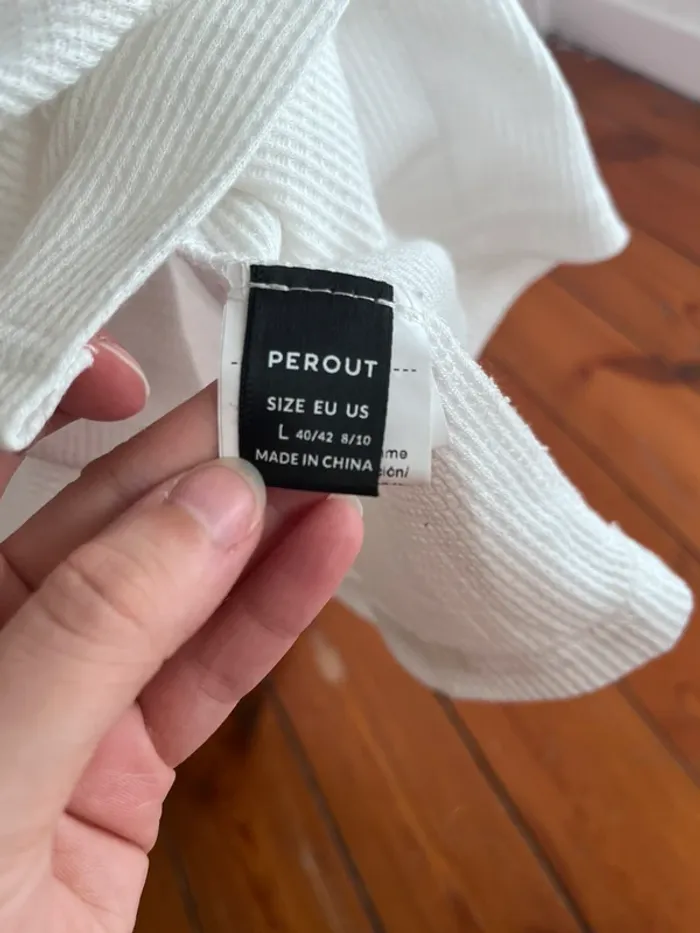 PEROUT
SIZE EU US
L 40/42 8/10
MADE IN CHINA